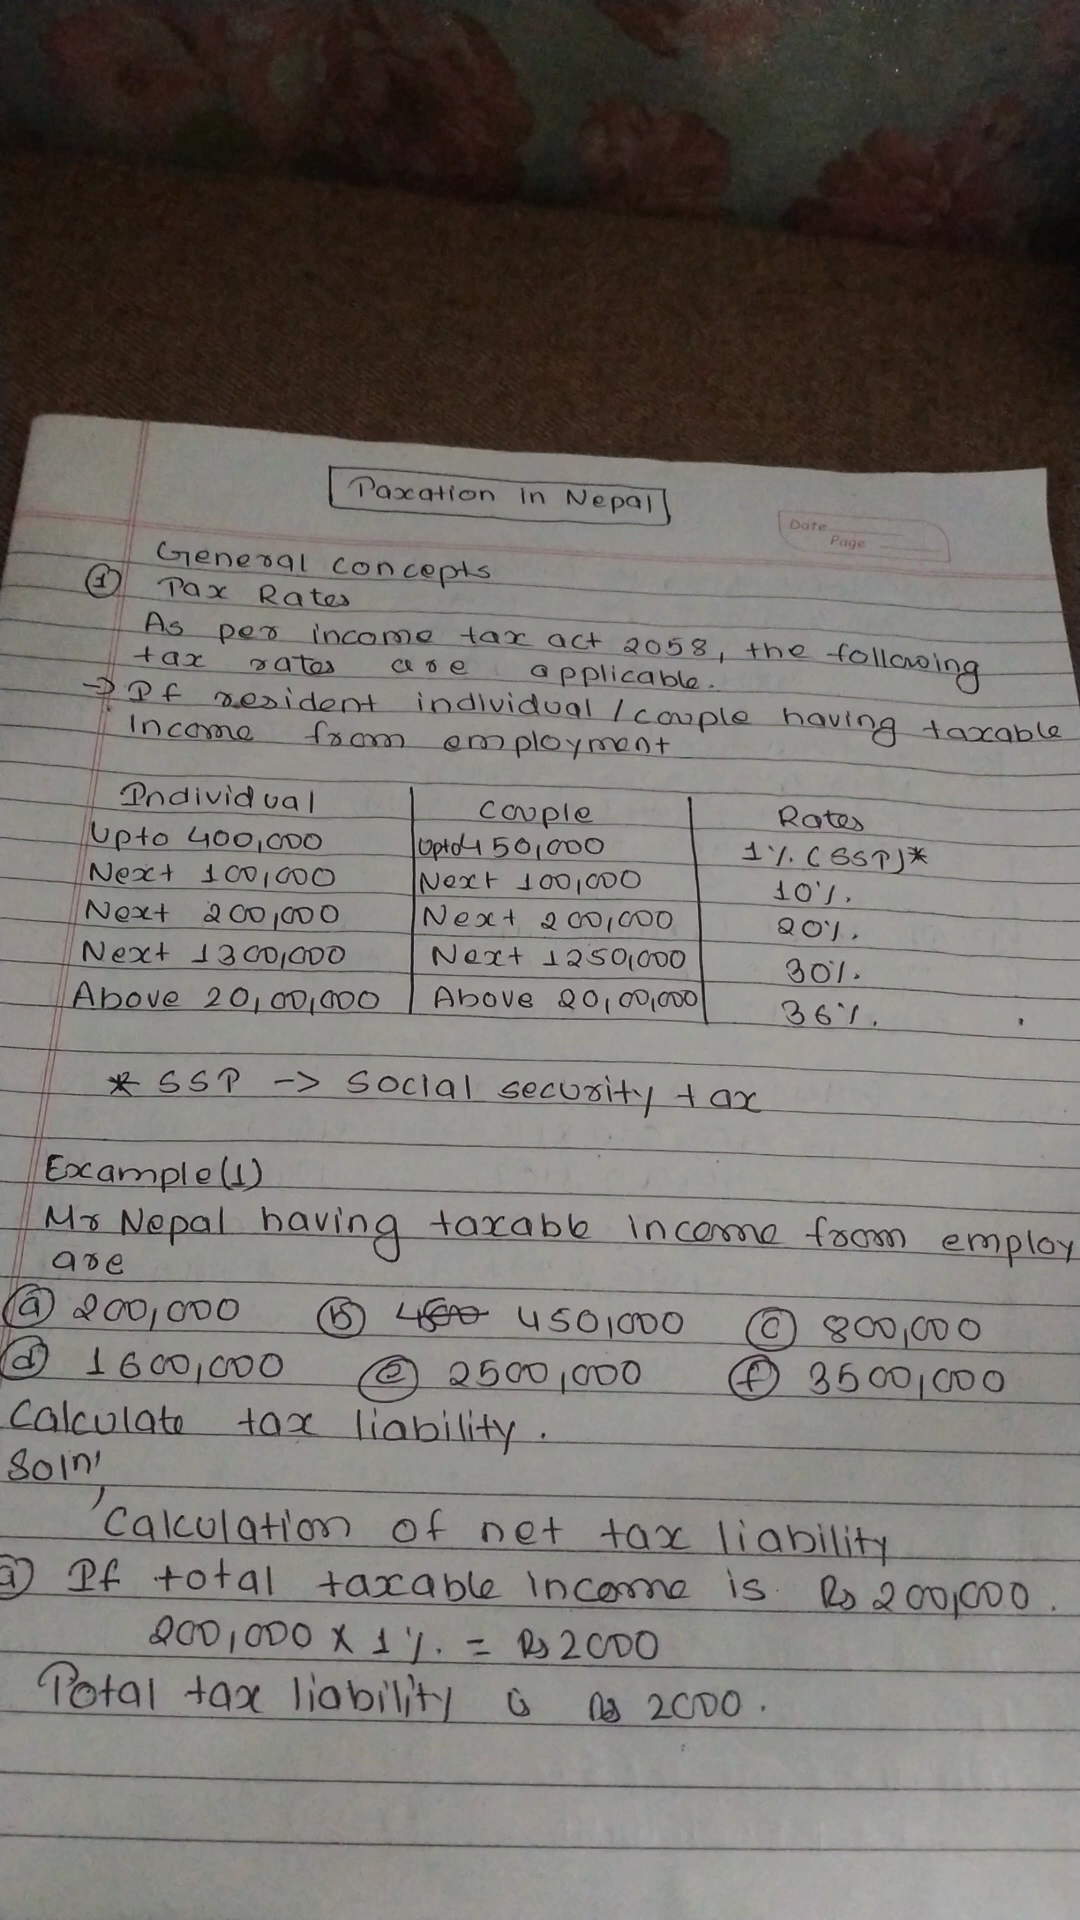 Taxation in Nepal
Date
Page
General concepts
① Tax Rates
As per income tax act 2058, the following
tax rates are applicable.
→ If resident individual / couple having taxable
income from employment
Individual | couple | Rates
Upto 400,000 | Upto 450,000 | 1%. (SST)*
Next 100,000 | Next 100,000 | 10%.
Next 200,000 | Next 200,000 | 20%.
Next 1300,000 | Next 1250,000 | 30%.
Above 20,00,000 | Above 20,00,000 | 36%.
* SST -> Social security tax
Example(1)
Mr Nepal having taxable income from employ
are
ⓐ 200,000 ⓑ 450,000 ⓒ 800,000
ⓓ 1600,000 ⓔ 2500,000 ⓕ 3500,000
Calculate tax liability.
Soln'
Calculation of net tax liability
ⓐ If total taxable income is Rs 200,000.
200,000 X 1%. = Rs 2000
Total tax liability is Rs 2000.